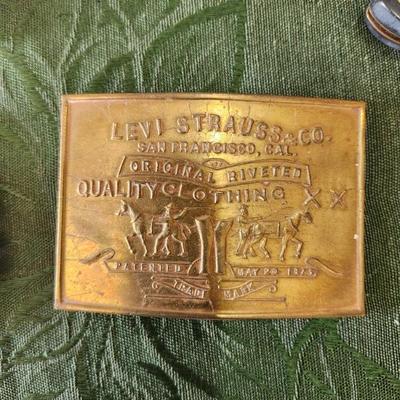 LEVI STRAUSS & CO.
SAN FRANCISCO, CAL.
ORIGINAL RIVETED
QUALITY CLOTHING XX
PATENTED MAY 20 1873
TRADE MARK